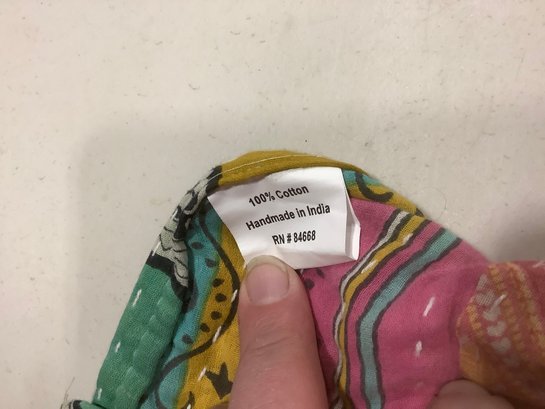 100% Cotton
Handmade in India
RN # 84668